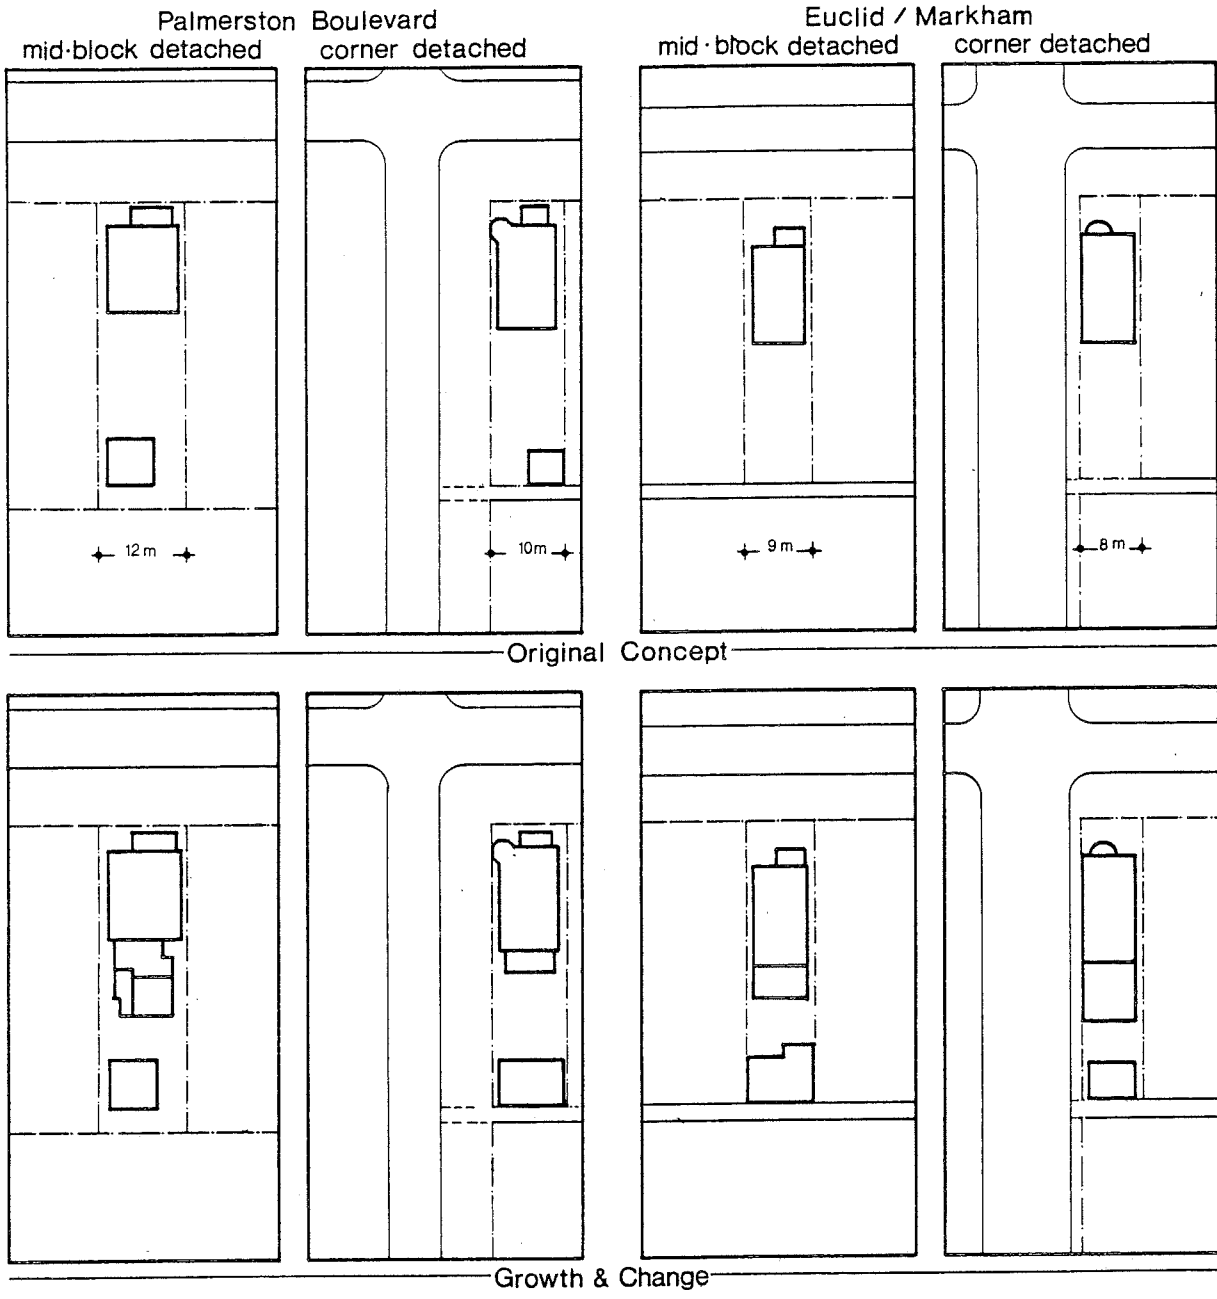 Palmerston Boulevard
Euclid / Markham
mid·block detached
corner detached
mid·block detached
corner detached
12 m
10m
9 m
8 m
Original Concept
Growth & Change